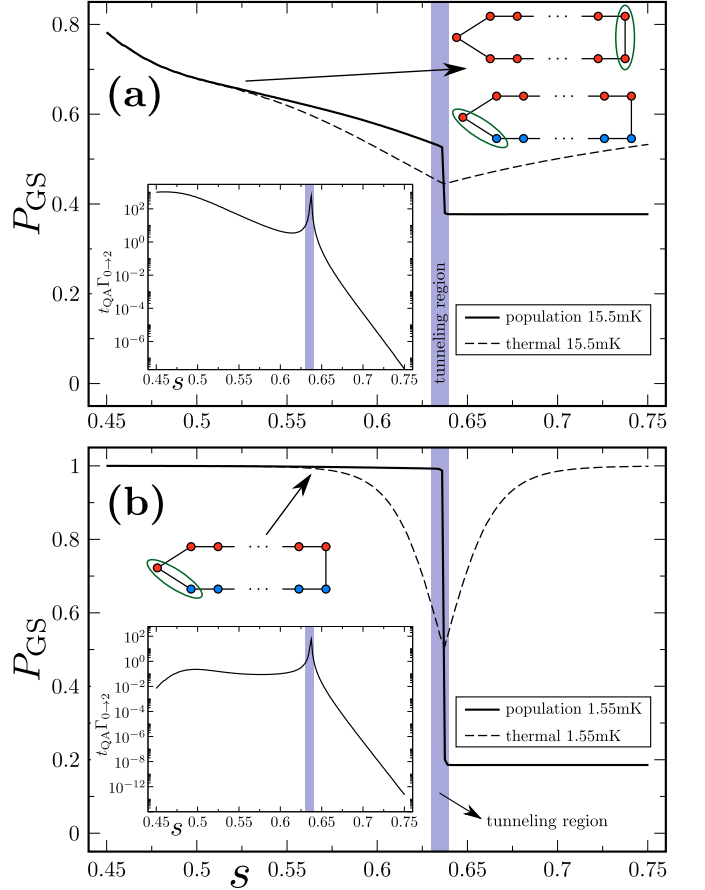 (a)
P_GS
0.8
0.6
0.4
0.2
0
0.45 0.5 0.55 0.6 0.65 0.7 0.75
. . .
. . .
. . .
. . .
tunneling region
population 15.5mK
thermal 15.5mK
t_QA Γ_0→2
10^2
10^0
10^−2
10^−4
10^−6
0.45 0.5 0.55 0.6 0.65 0.7 0.75
s
(b)
P_GS
1
0.8
0.6
0.4
0.2
0
. . .
. . .
t_QA Γ_0→2
10^2
10^0
10^−2
10^−4
10^−6
10^−8
10^−12
0.45 0.5 0.55 0.6 0.65 0.7 0.75
s
population 1.55mK
thermal 1.55mK
tunneling region
0.45 0.5 0.55 0.6 0.65 0.7 0.75
s